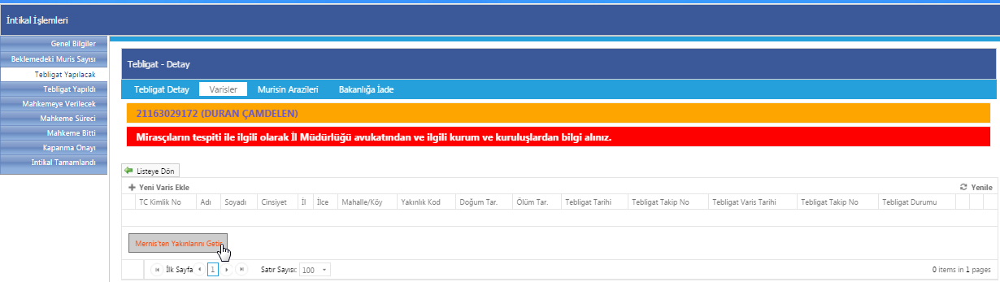 İntikal İşlemleri
Genel Bilgiler
Beklemedeki Muris Sayısı
Tebligat Yapılacak
Tebligat Yapıldı
Mahkemeye Verilecek
Mahkeme Süreci
Mahkeme Bitti
Kapanma Onayı
İntikal Tamamlandı
Tebligat - Detay
Tebligat Detay Varisler Murisin Arazileri Bakanlığa İade
21163029172 (DURAN ÇAMDELEN)
Mirasçıların tespiti ile ilgili olarak İl Müdürlüğü avukatından ve ilgili kurum ve kuruluşlardan bilgi alınız.
Listeye Dön
Yeni Varis Ekle Yenile
TC Kimlik No Adı Soyadı Cinsiyet İl İlce Mahalle/Köy Yakınlık Kod Doğum Tar. Ölüm Tar. Tebligat Tarihi Tebligat Takip No Tebligat Varis Tarihi Tebligat Takip No Tebligat Durumu
Mernis'ten Yakınlarını Getir
İlk Sayfa 1 Satır Sayısı: 100 0 items in 1 pages